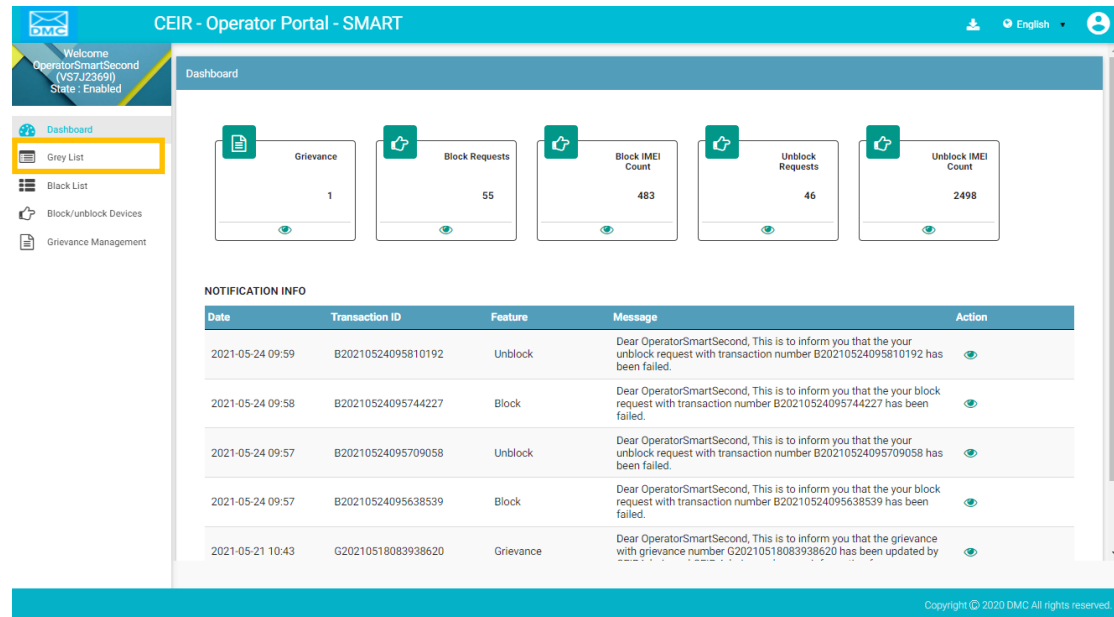 DMC
CEIR - Operator Portal - SMART
English
Welcome
OperatorSmartSecond
(VS7J2369I)
State : Enabled
Dashboard
Grey List
Black List
Block/unblock Devices
Grievance Management
Dashboard
Grievance
1
Block Requests
55
Block IMEI
Count
483
Unblock
Requests
46
Unblock IMEI
Count
2498
NOTIFICATION INFO
Date Transaction ID Feature Message Action
2021-05-24 09:59 B20210524095810192 Unblock Dear OperatorSmartSecond, This is to inform you that the your
unblock request with transaction number B20210524095810192 has
been failed.
2021-05-24 09:58 B20210524095744227 Block Dear OperatorSmartSecond, This is to inform you that the your block
request with transaction number B20210524095744227 has been
failed.
2021-05-24 09:57 B20210524095709058 Unblock Dear OperatorSmartSecond, This is to inform you that the your
unblock request with transaction number B20210524095709058 has
been failed.
2021-05-24 09:57 B20210524095638539 Block Dear OperatorSmartSecond, This is to inform you that the your block
request with transaction number B20210524095638539 has been
failed.
2021-05-21 10:43 G20210518083938620 Grievance Dear OperatorSmartSecond, This is to inform you that the grievance
with grievance number G20210518083938620 has been updated by
Copyright © 2020 DMC All rights reserved.